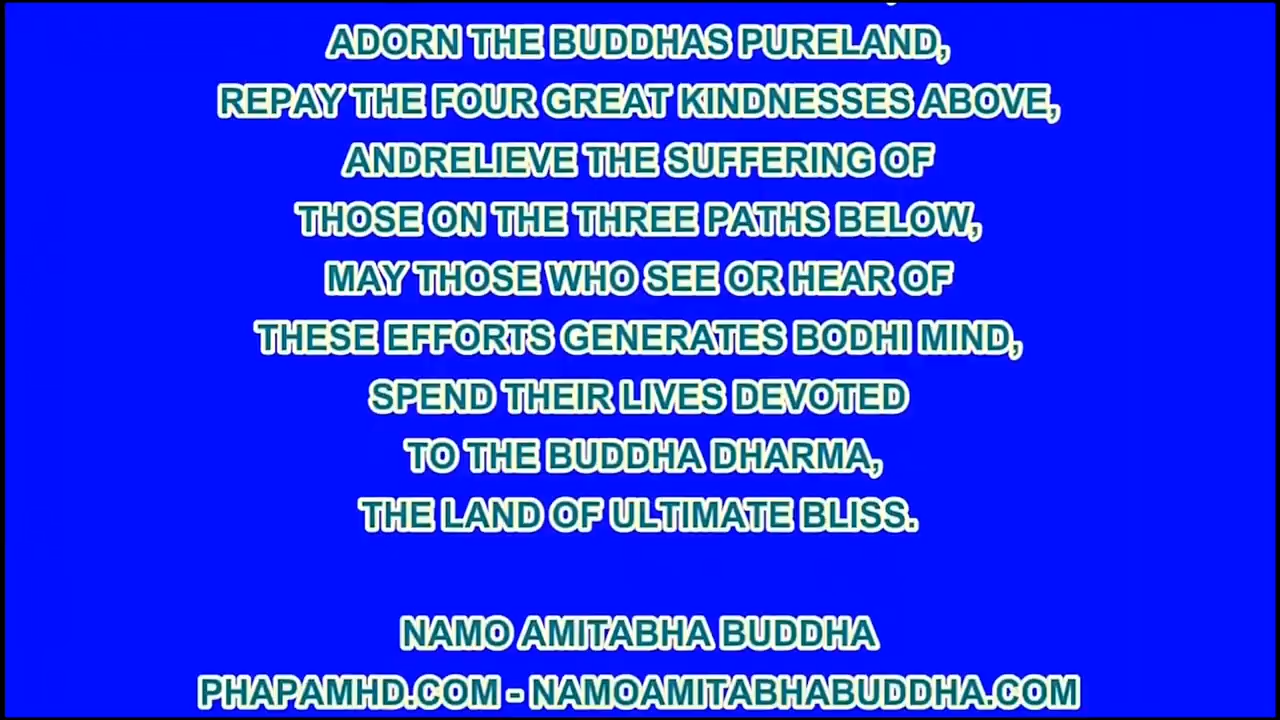 ADORN THE BUDDHAS PURELAND,
REPAY THE FOUR GREAT KINDNESSES ABOVE,
ANDRELIEVE THE SUFFERING OF
THOSE ON THE THREE PATHS BELOW,
MAY THOSE WHO SEE OR HEAR OF
THESE EFFORTS GENERATES BODHI MIND,
SPEND THEIR LIVES DEVOTED
TO THE BUDDHA DHARMA,
THE LAND OF ULTIMATE BLISS.
NAMO AMITABHA BUDDHA
PHAPAMHD.COM - NAMOAMITABHABUDDHA.COM